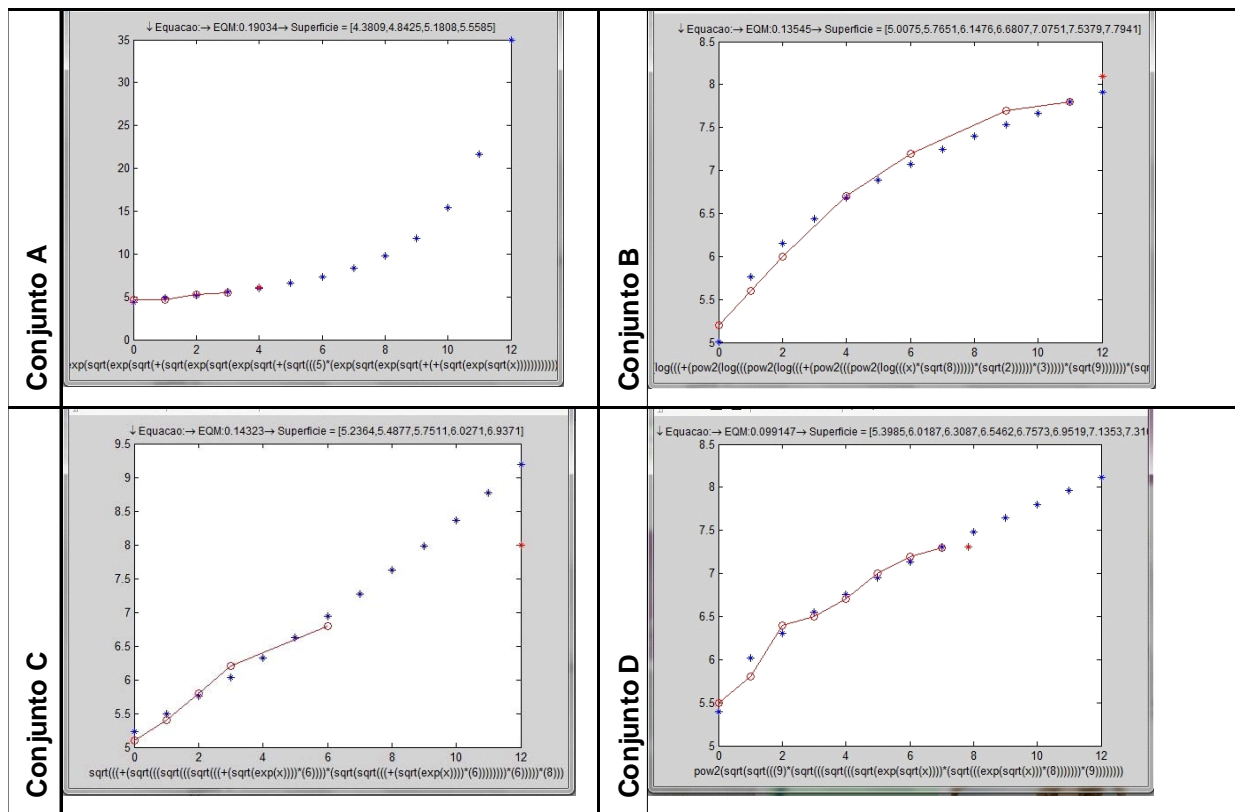 Conjunto A
↓ Equacao:→ EQM:0.19034→ Superficie = [4.3809,4.8425,5.1808,5.5585]
35
30
25
20
15
10
5
0
0 2 4 6 8 10 12
exp(sqrt(exp(exp(sqrt(+(sqrt(exp(sqrt(exp(sqrt(+(sqrt(((5)*(exp(sqrt(exp(exp(sqrt(+(+(sqrt(exp(sqrt(x))))))))))))
Conjunto B
↓ Equacao:→ EQM:0.13545→ Superficie = [5.0075,5.7651,6.1476,6.6807,7.0751,7.5379,7.7941]
8.5
8
7.5
7
6.5
6
5.5
5
0 2 4 6 8 10 12
(log(((+(pow2(log(((pow2(log(((+(pow2(((pow2(log(((x)*(sqrt(8))))))*(sqrt(2))))))*(3)))))*(sqrt(9)))))))*(sqr
Conjunto C
↓ Equacao:→ EQM:0.14323→ Superficie = [5.2364,5.4877,5.7511,6.0271,6.9371]
9.5
9
8.5
8
7.5
7
6.5
6
5.5
5
0 2 4 6 8 10 12
sqrt(((+(sqrt(((sqrt(((sqrt(((+(sqrt(exp(x))))*(6))))*(sqrt(sqrt(((+(sqrt(exp(x))))*(6))))))))*(6)))))*(8)))
Conjunto D
↓ Equacao:→ EQM:0.099147→ Superficie = [5.3985,6.0187,6.3087,6.5462,6.7573,6.9519,7.1353,7.310
8.5
8
7.5
7
6.5
6
5.5
5
0 2 4 6 8 10 12
pow2(sqrt(sqrt(((9)*(sqrt(((sqrt(((sqrt(exp(sqrt(x))))*(sqrt(((exp(sqrt(x)))*(8)))))))*(9))))))))